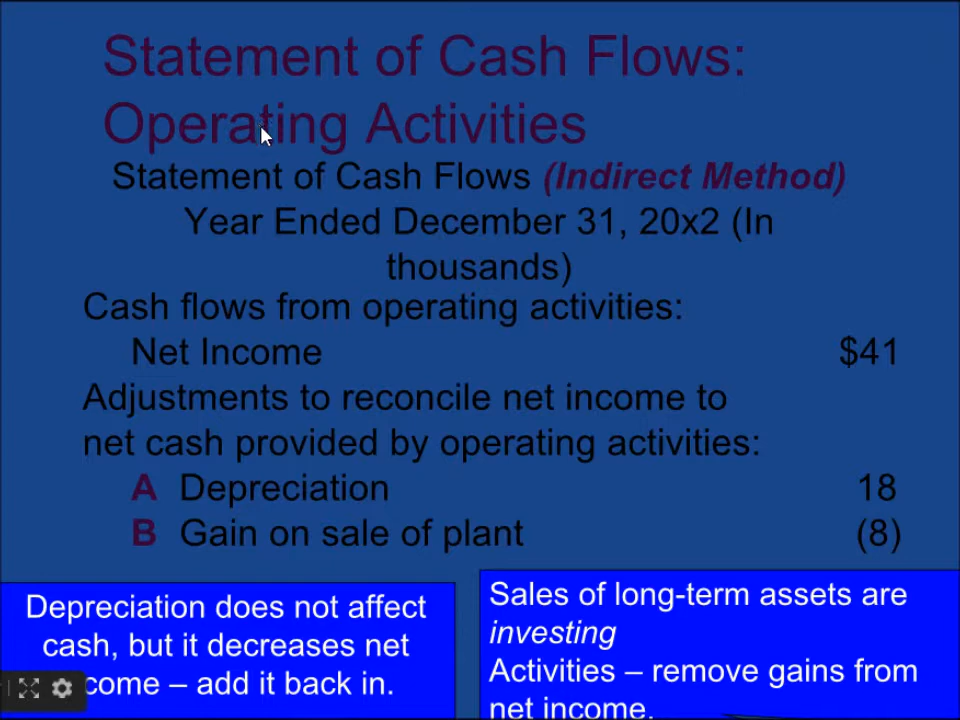 Statement of Cash Flows:
Operating Activities
Statement of Cash Flows (Indirect Method)
Year Ended December 31, 20x2 (In
thousands)
Cash flows from operating activities:
Net Income $41
Adjustments to reconcile net income to
net cash provided by operating activities:
A Depreciation 18
B Gain on sale of plant (8)
Depreciation does not affect
cash, but it decreases net
come – add it back in.
Sales of long-term assets are
investing
Activities – remove gains from
net income.